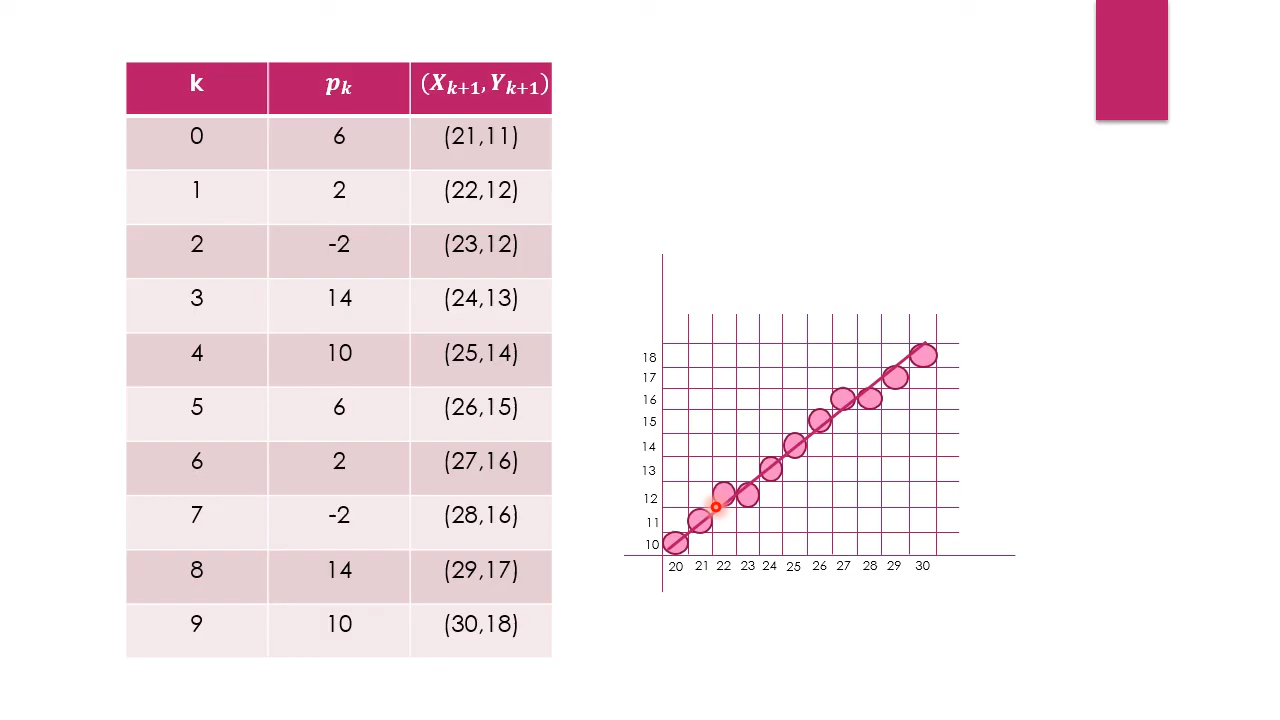 k p_k (X_{k+1}, Y_{k+1})
0 6 (21,11)
1 2 (22,12)
2 -2 (23,12)
3 14 (24,13)
4 10 (25,14)
5 6 (26,15)
6 2 (27,16)
7 -2 (28,16)
8 14 (29,17)
9 10 (30,18)
18
17
16
15
14
13
12
11
10
20 21 22 23 24 25 26 27 28 29 30